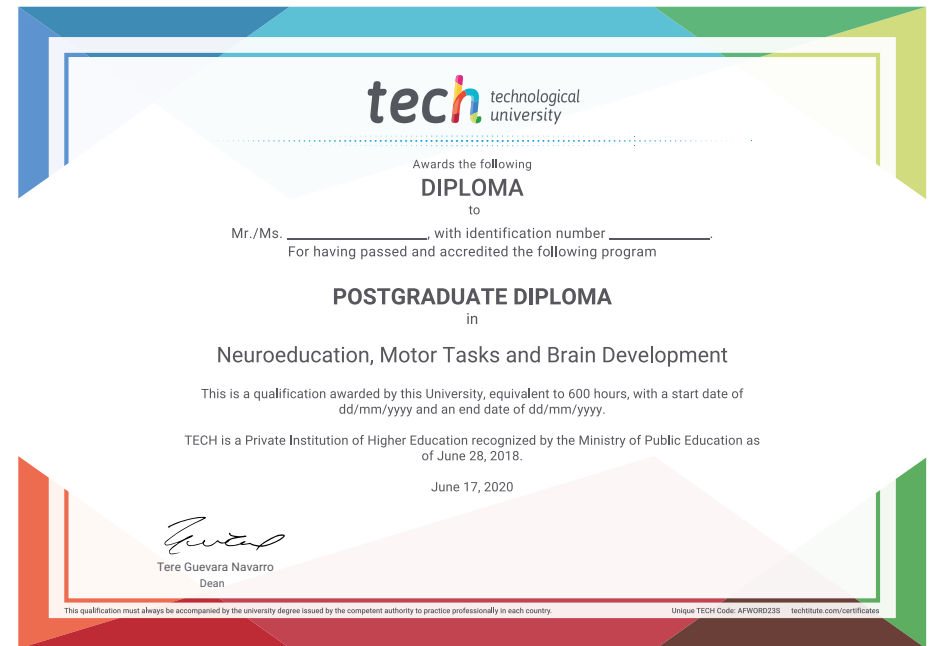 tech technological
university
Awards the following
DIPLOMA
to
Mr./Ms. ____________________, with identification number ______________.
For having passed and accredited the following program
POSTGRADUATE DIPLOMA
in
Neuroeducation, Motor Tasks and Brain Development
This is a qualification awarded by this University, equivalent to 600 hours, with a start date of
dd/mm/yyyy and an end date of dd/mm/yyyy.
TECH is a Private Institution of Higher Education recognized by the Ministry of Public Education as
of June 28, 2018.
June 17, 2020
Tere Guevara Navarro
Dean
This qualification must always be accompanied by the university degree issued by the competent authority to practice professionally in each country. Unique TECH Code: AFWORD23S techtitute.com/certificates